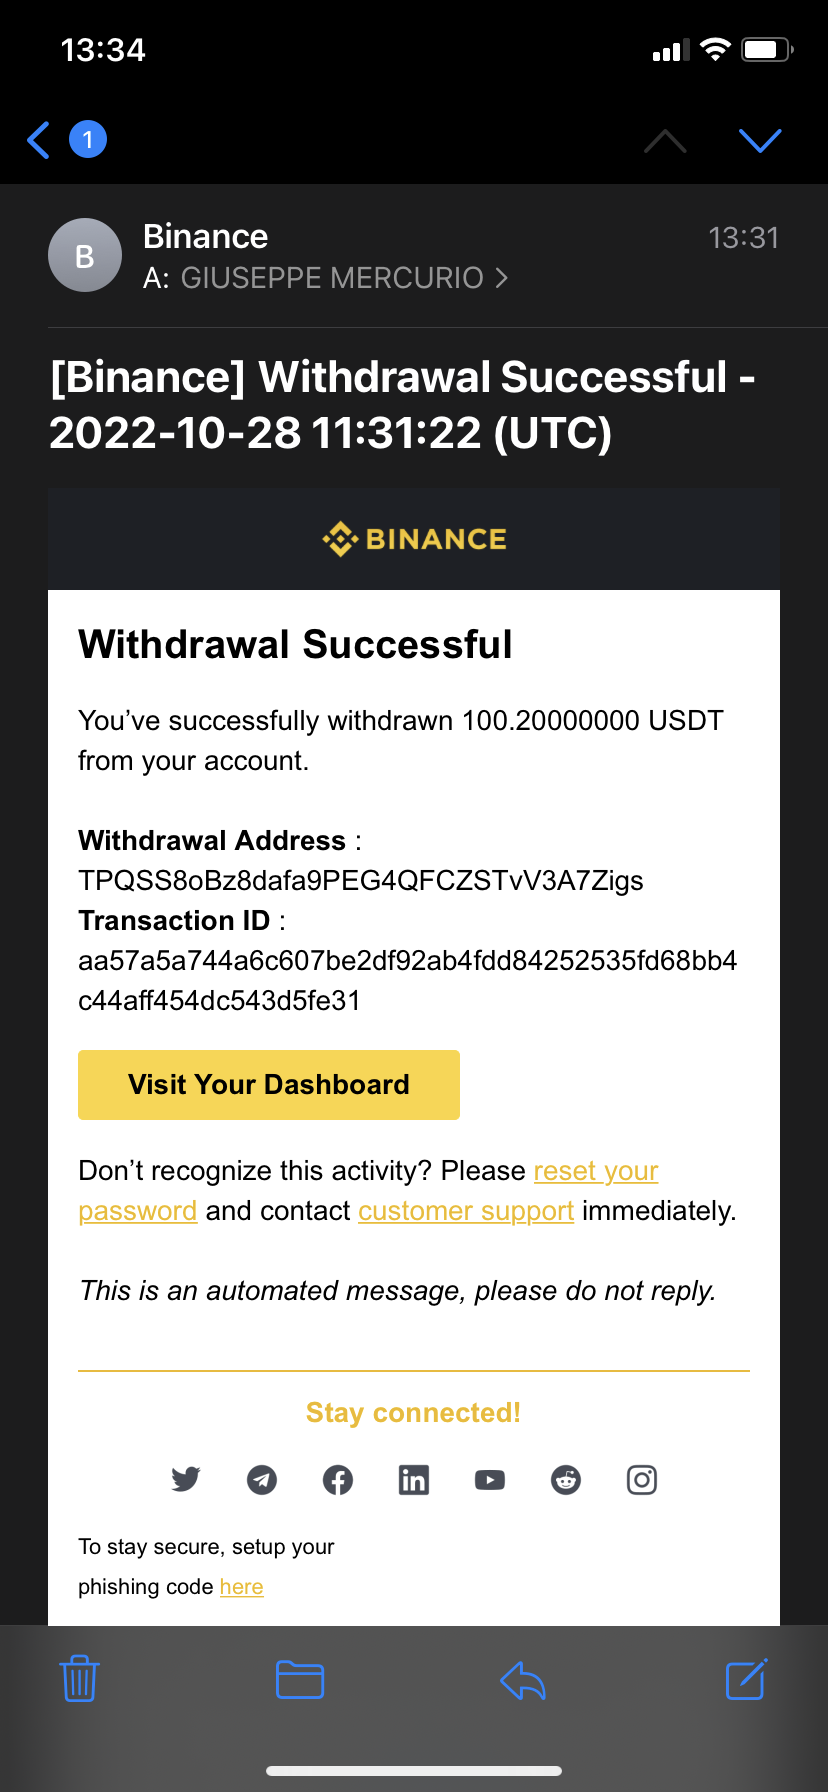 13:34
1
B
Binance
13:31
A: GIUSEPPE MERCURIO
[Binance] Withdrawal Successful -
2022-10-28 11:31:22 (UTC)
BINANCE
Withdrawal Successful
You’ve successfully withdrawn 100.20000000 USDT
from your account.
Withdrawal Address :
TPQSS8oBz8dafa9PEG4QFCZSTvV3A7Zigs
Transaction ID :
aa57a5a744a6c607be2df92ab4fdd84252535fd68bb4
c44aff454dc543d5fe31
Visit Your Dashboard
Don’t recognize this activity? Please reset your
password and contact customer support immediately.
This is an automated message, please do not reply.
Stay connected!
To stay secure, setup your
phishing code here